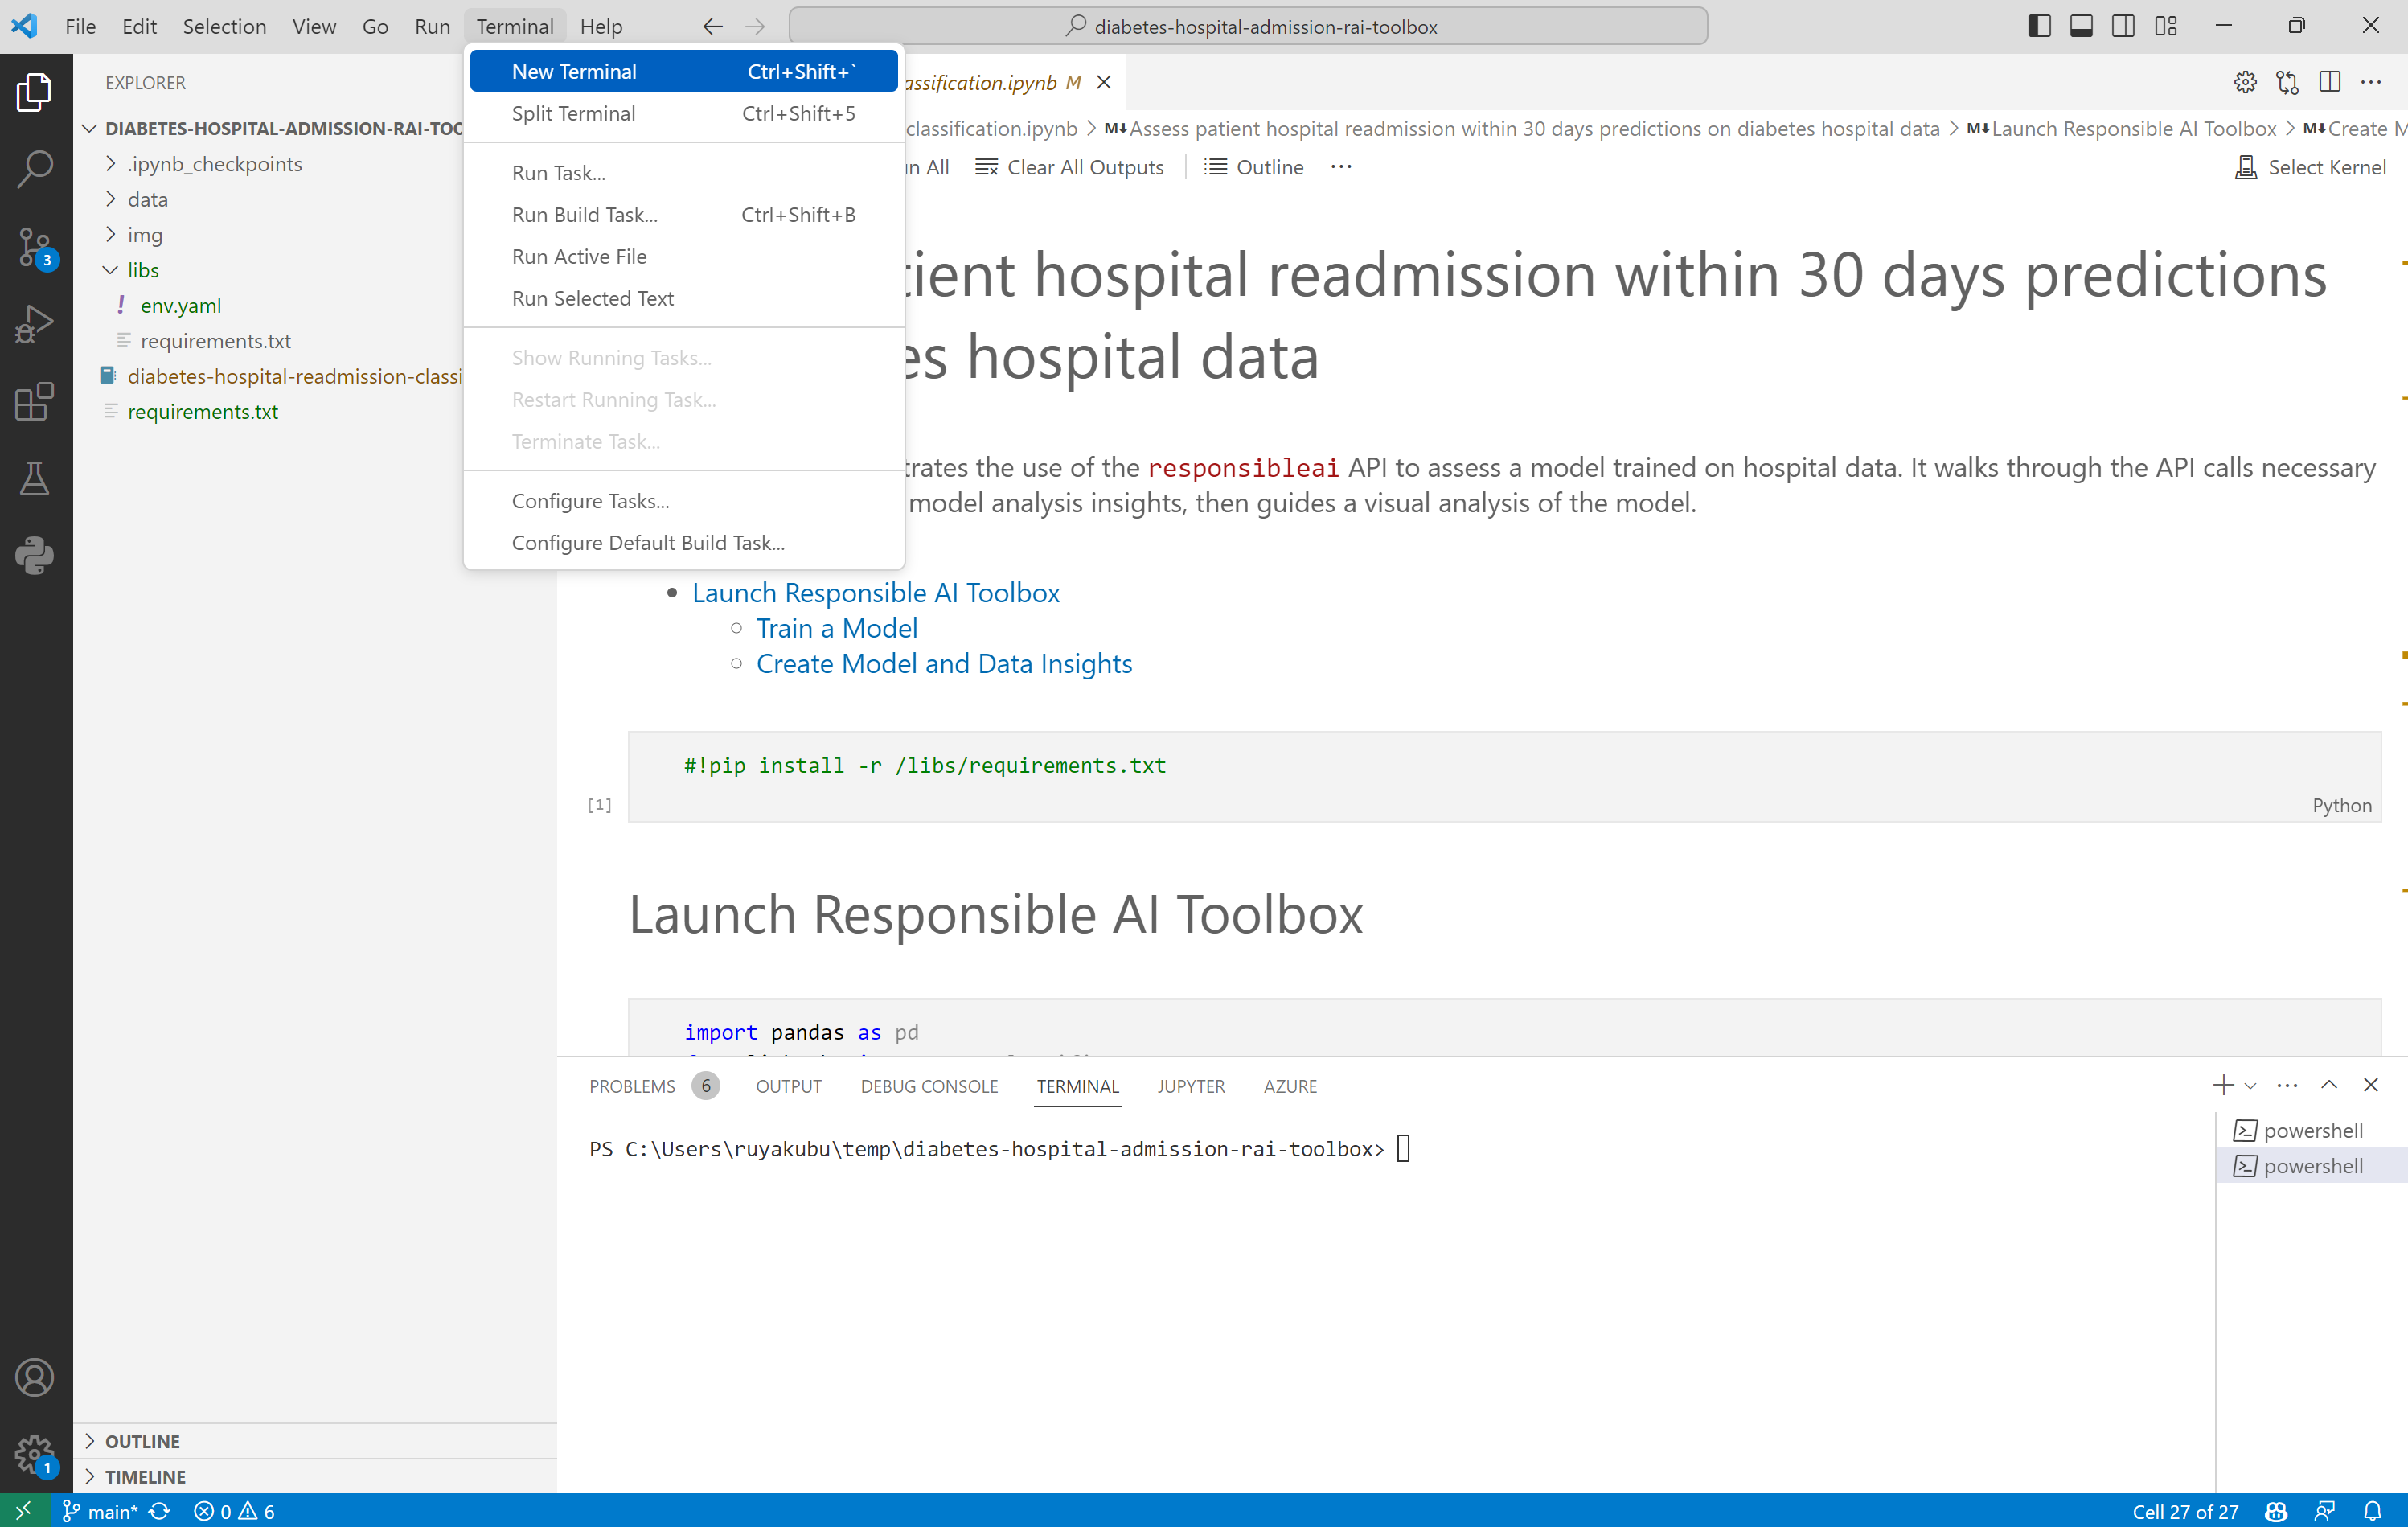 File Edit Selection View Go Run Terminal Help
diabetes-hospital-admission-rai-toolbox
New Terminal Ctrl+Shift+`
Split Terminal Ctrl+Shift+5
Run Task...
Run Build Task... Ctrl+Shift+B
Run Active File
Run Selected Text
Show Running Tasks...
Restart Running Task...
Terminate Task...
Configure Tasks...
Configure Default Build Task...
EXPLORER
DIABETES-HOSPITAL-ADMISSION-RAI-TOO
.ipynb_checkpoints
data
img
libs
! env.yaml
requirements.txt
diabetes-hospital-readmission-classi
requirements.txt
OUTLINE
TIMELINE
3
1
assification.ipynb M
classification.ipynb > M↓Assess patient hospital readmission within 30 days predictions on diabetes hospital data > M↓Launch Responsible AI Toolbox > M↓Create M
n All Clear All Outputs Outline ... Select Kernel
tient hospital readmission within 30 days predictions
es hospital data
trates the use of the responsibleai API to assess a model trained on hospital data. It walks through the API calls necessary
model analysis insights, then guides a visual analysis of the model.
Launch Responsible AI Toolbox
Train a Model
Create Model and Data Insights
#!pip install -r /libs/requirements.txt
[1]
Python
Launch Responsible AI Toolbox
import pandas as pd
PROBLEMS 6 OUTPUT DEBUG CONSOLE TERMINAL JUPYTER AZURE
PS C:\Users\ruyakubu\temp\diabetes-hospital-admission-rai-toolbox>
powershell
powershell
main* 0 6
Cell 27 of 27